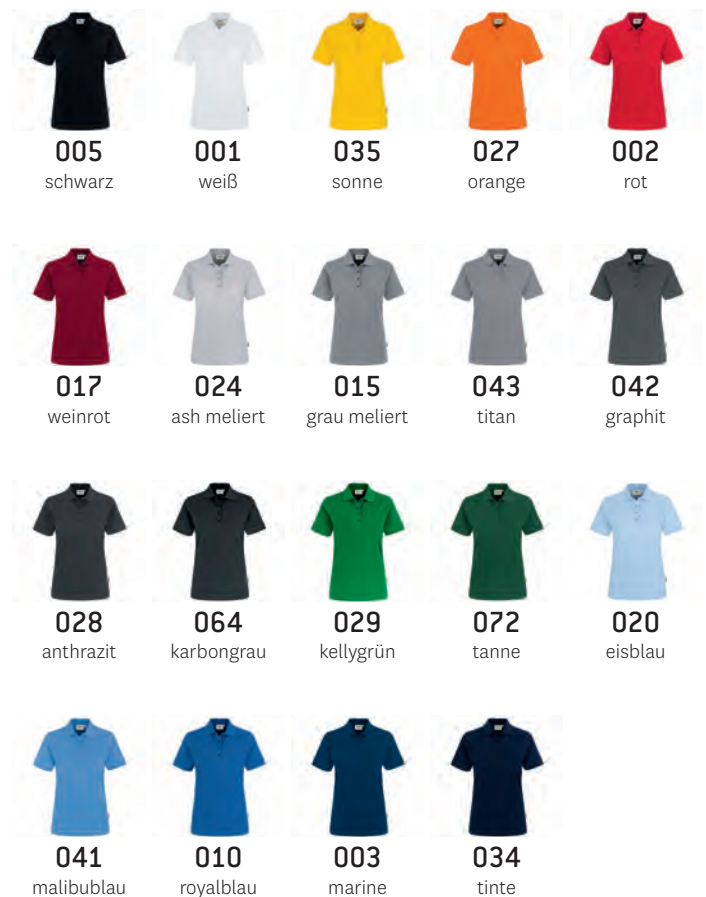 005 001 035 027 002
schwarz weiß sonne orange rot
017 024 015 043 042
weinrot ash meliert grau meliert titan graphit
028 064 029 072 020
anthrazit karbongrau kellygrün tanne eisblau
041 010 003 034
malibublau royalblau marine tinte